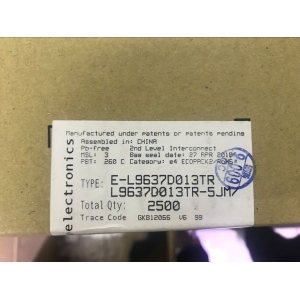 Manufactured under patents or patents pending
Assembled in: CHINA
Pb-free 2nd Level Interconnect
MSL: 3 Bag seal date: 27 APR 2018
PBT: 260 C Category: e4 ECOPACK2/ROHS
electronics
TYPE: E-L9637D013TR
L9637D013TR-5JM7
Total Qty: 2500
Trace Code GK812066 V6 99